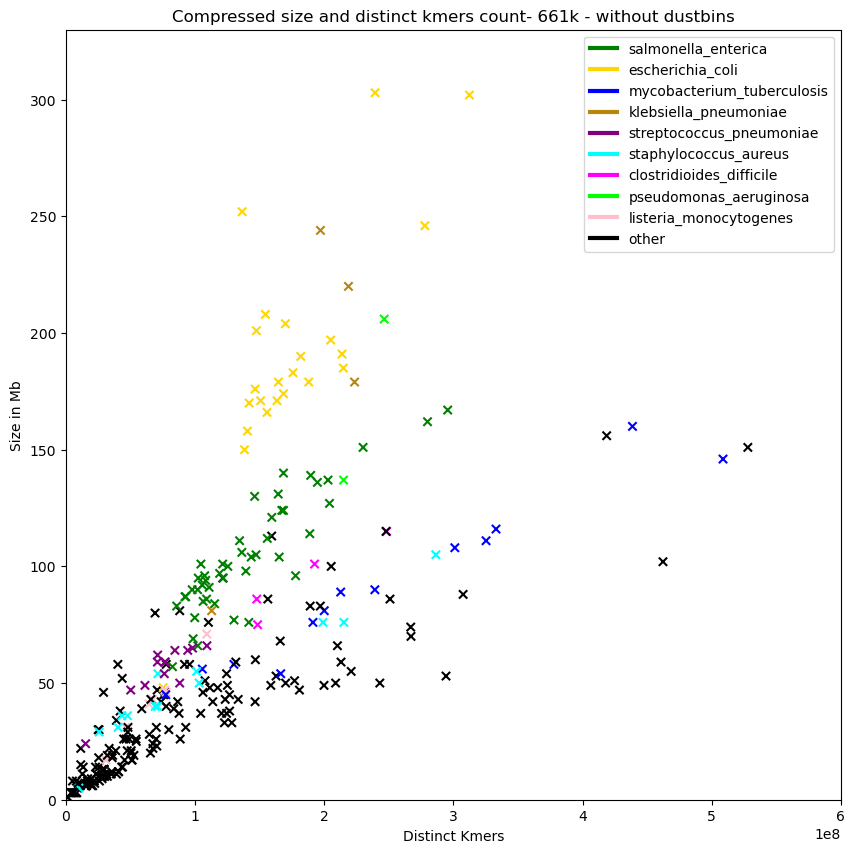 Compressed size and distinct kmers count- 661k - without dustbins
salmonella_enterica
escherichia_coli
mycobacterium_tuberculosis
klebsiella_pneumoniae
streptococcus_pneumoniae
staphylococcus_aureus
clostridioides_difficile
pseudomonas_aeruginosa
listeria_monocytogenes
other
300
250
200
150
100
50
0
Size in Mb
0 1 2 3 4 5 6
1e8
Distinct Kmers